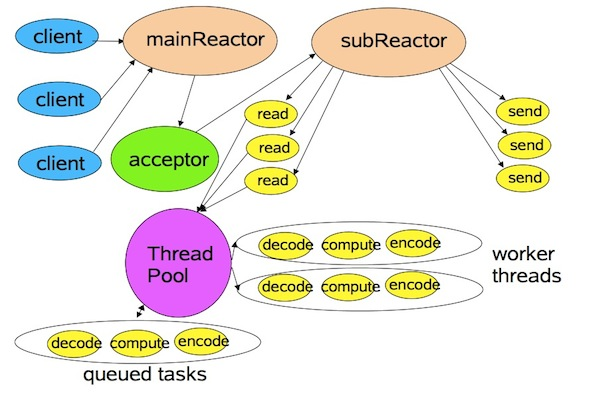 client
mainReactor
subReactor
client
read
send
client
acceptor
read
send
read
send
Thread
Pool
decode compute encode
worker
threads
decode compute encode
decode compute encode
queued tasks